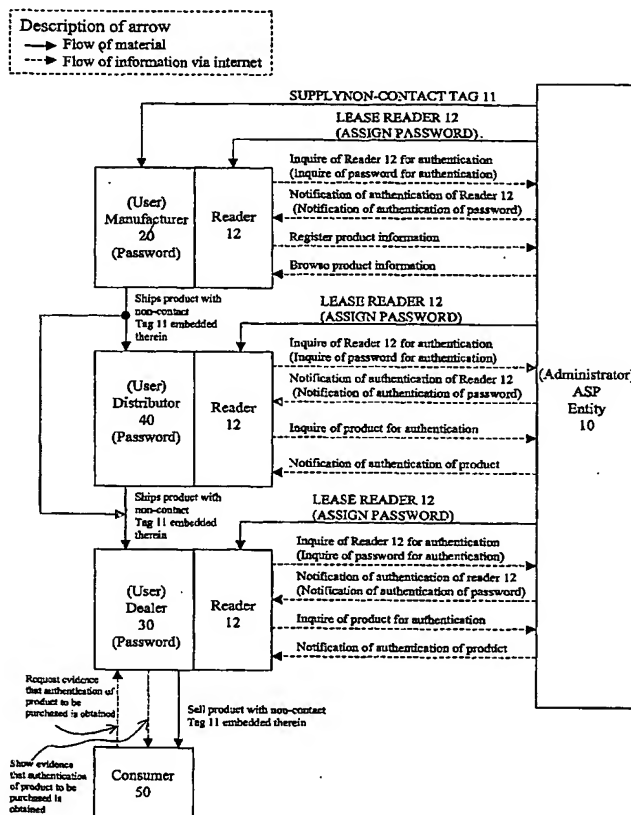 Description of arrow
Flow of material
Flow of information via internet
SUPPLYNON-CONTACT TAG 11
LEASE READER 12
(ASSIGN PASSWORD).
Inquire of Reader 12 for authentication
(Inquire of password for authentication)
(User)
Manufacturer
20
(Password)
Reader
12
Notification of authentication of Reader 12
(Notification of authentication of password)
Register product information
Browse product information
Ships product with
non-contact
Tag 11 embedded
therein
LEASE READER 12
(ASSIGN PASSWORD)
Inquire of Reader 12 for authentication
(Inquire of password for authentication)
(User)
Distributor
40
(Password)
Reader
12
Notification of authentication of Reader 12
(Notification of authentication of password)
Inquire of product for authentication
Notification of authentication of product
(Administrator)
ASP
Entity
10
Ships product with
non-contact
Tag 11 embedded
therein
LEASE READER 12
(ASSIGN PASSWORD)
Inquire of Reader 12 for authentication
(Inquire of password for authentication)
(User)
Dealer
30
(Password)
Reader
12
Notification of authentication of reader 12
(Notification of authentication of password)
Inquire of product for authentication
Notification of authentication of product
Request evidence
that authentication of
product to be
purchased is obtained
Sell product with non-contact
Tag 11 embedded therein
Show evidence
that authentication
of product to be
purchased is
obtained
Consumer
50